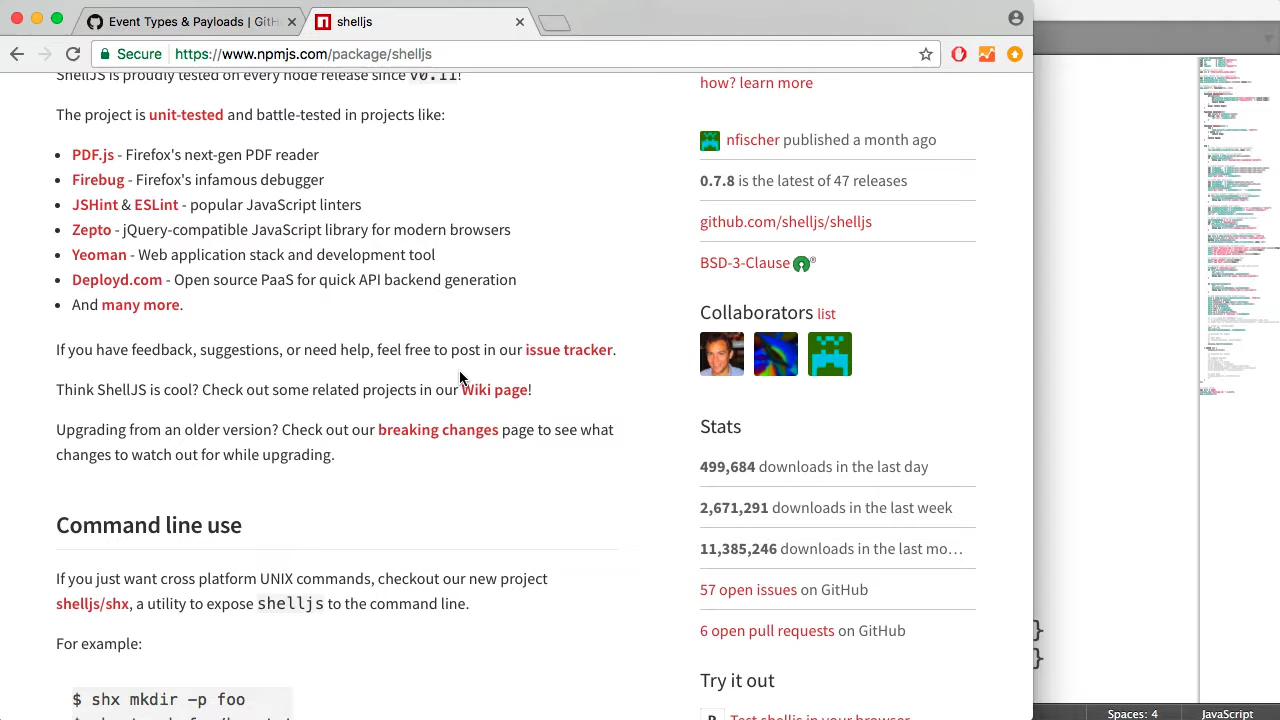 Event Types & Payloads | GitH
shelljs
Secure
https://www.npmjs.com/package/shelljs
ShellJS is proudly tested on every node release since v0.11!
The project is unit-tested and battle-tested in projects like:
PDF.js - Firefox's next-gen PDF reader
Firebug - Firefox's infamous debugger
JSHint & ESLint - popular JavaScript linters
Zepto - jQuery-compatible JavaScript library for modern browsers
Yeoman - Web application stack and development tool
Deployd.com - Open source PaaS for quick API backend generation
And many more.
If you have feedback, suggestions, or need help, feel free to post in our issue tracker.
Think ShellJS is cool? Check out some related projects in our Wiki page!
Upgrading from an older version? Check out our breaking changes page to see what
changes to watch out for while upgrading.
Command line use
If you just want cross platform UNIX commands, checkout our new project
shelljs/shx, a utility to expose shelljs to the command line.
For example:
$ shx mkdir -p foo
how? learn more
nfischer published a month ago
0.7.8 is the latest of 37 releases
github.com/shelljs/shelljs
BSD-3-Clause
Collaborators list
Stats
499,684 downloads in the last day
2,671,291 downloads in the last week
11,385,246 downloads in the last mo…
57 open issues on GitHub
6 open pull requests on GitHub
Try it out
Test shelljs in your browser.
}
}
Spaces: 4
JavaScript